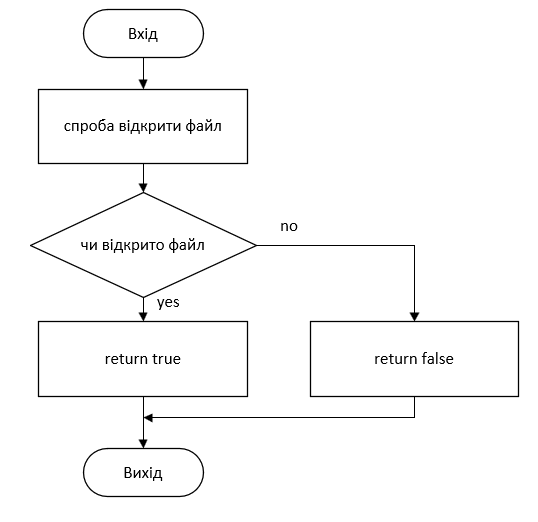 Вхід
спроба відкрити файл
чи відкрито файл
no
yes
return true
return false
Вихід